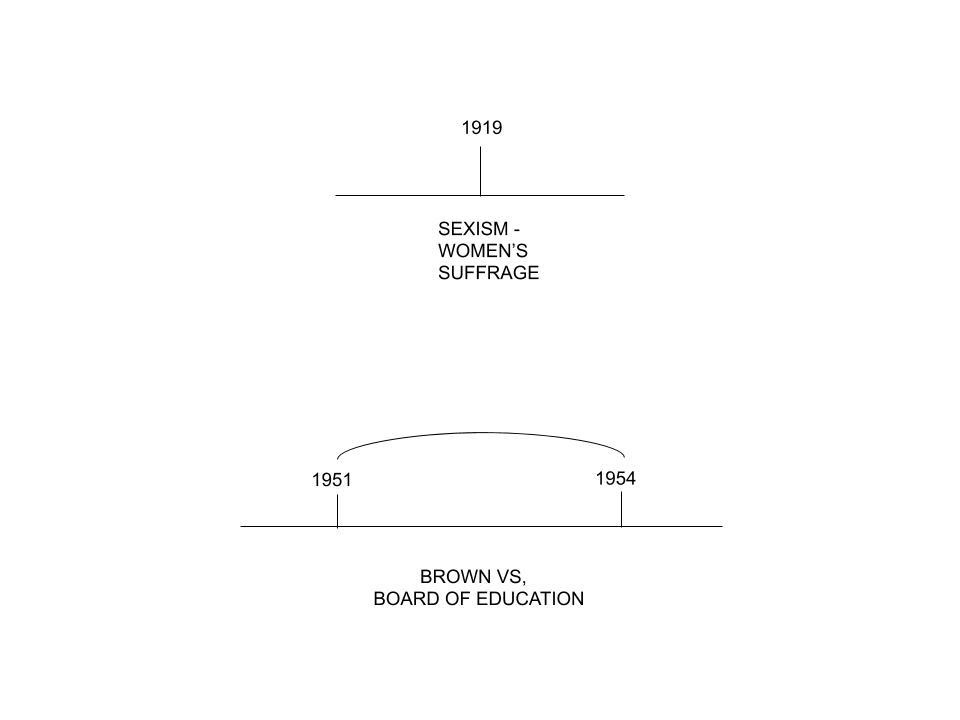 1919
SEXISM -
WOMEN’S
SUFFRAGE
1951 1954
BROWN VS,
BOARD OF EDUCATION